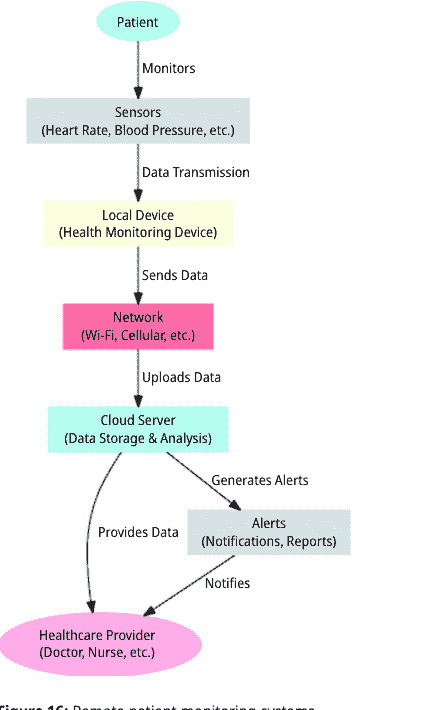 Patient
Monitors
Sensors
(Heart Rate, Blood Pressure, etc.)
Data Transmission
Local Device
(Health Monitoring Device)
Sends Data
Network
(Wi-Fi, Cellular, etc.)
Uploads Data
Cloud Server
(Data Storage & Analysis)
Generates Alerts
Provides Data
Alerts
(Notifications, Reports)
Notifies
Healthcare Provider
(Doctor, Nurse, etc.)
Figure 16: Remote patient monitoring systems